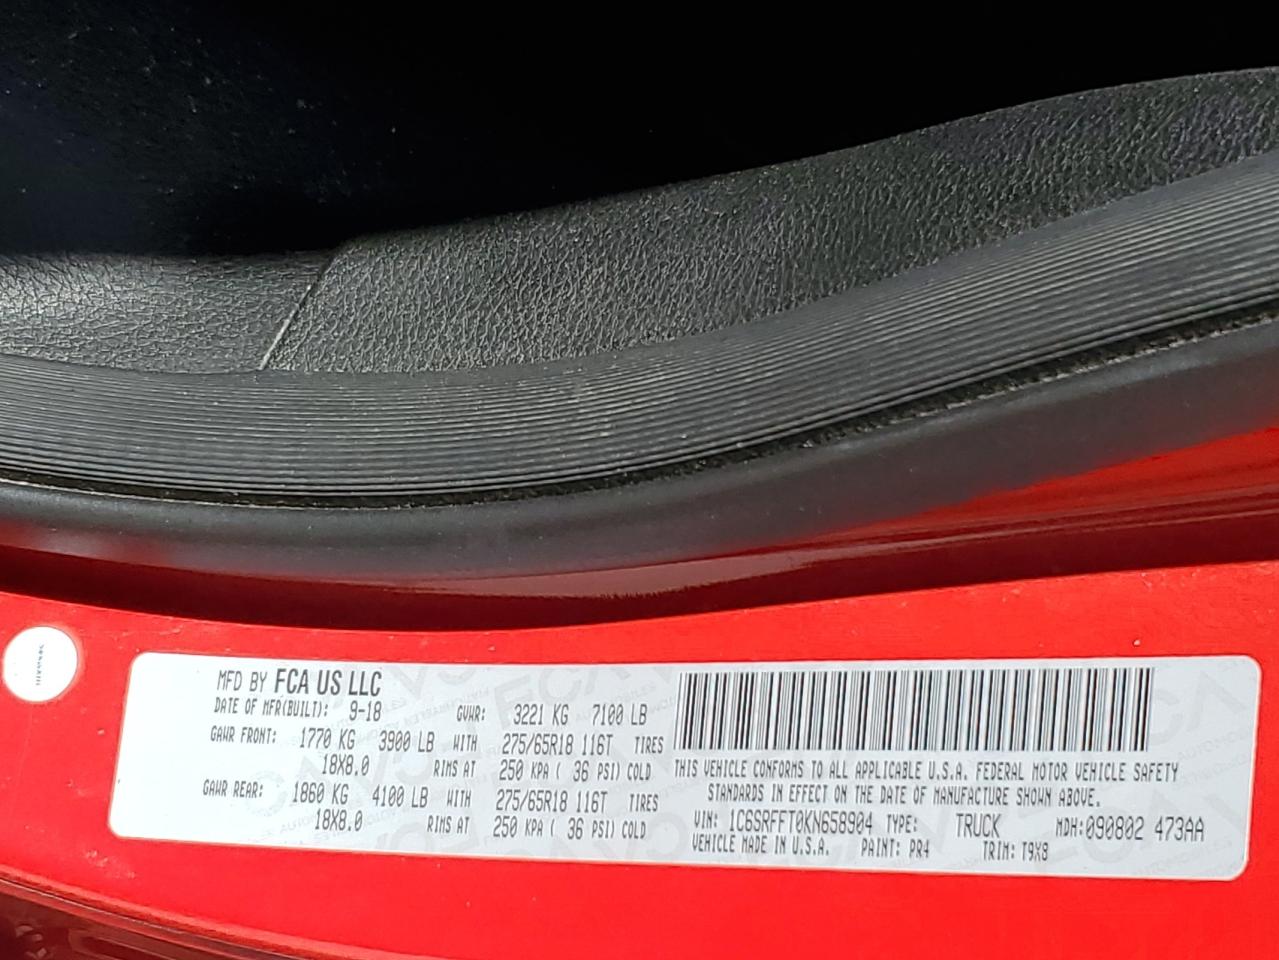 MFD BY FCA US LLC
DATE OF MFR(BUILT): 9-18 GVWR: 3221 KG 7100 LB
GAWR FRONT: 1770 KG 3900 LB WITH 275/65R18 116T TIRES
18X8.0 RIMS AT 250 KPA ( 36 PSI) COLD
GAWR REAR: 1860 KG 4100 LB WITH 275/65R18 116T TIRES
18X8.0 RIMS AT 250 KPA ( 36 PSI) COLD
THIS VEHICLE CONFORMS TO ALL APPLICABLE U.S.A. FEDERAL MOTOR VEHICLE SAFETY
STANDARDS IN EFFECT ON THE DATE OF MANUFACTURE SHOWN ABOVE.
VIN: 1C6SRFFT0KN658904 TYPE: TRUCK MDH:090802 473AA
VEHICLE MADE IN U.S.A. PAINT: PR4 TRIM: T9X8